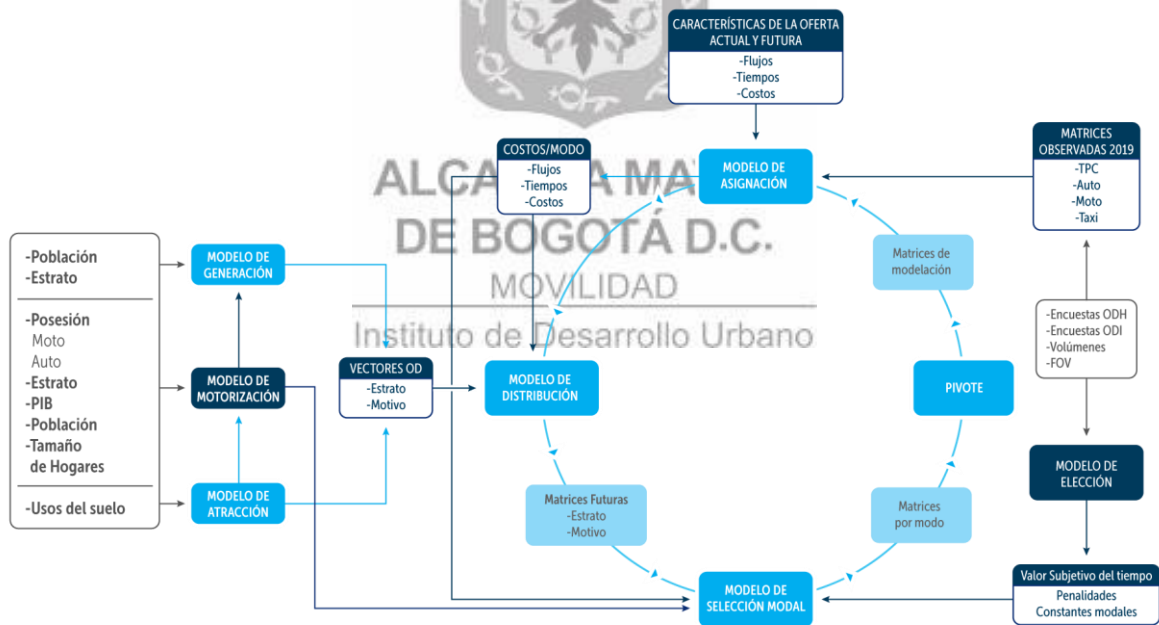 CARACTERÍSTICAS DE LA OFERTA
ACTUAL Y FUTURA
-Flujos
-Tiempos
-Costos
COSTOS/MODO
-Flujos
-Tiempos
-Costos
MODELO DE
ASIGNACIÓN
MATRICES
OBSERVADAS 2019
-TPC
-Auto
-Moto
-Taxi
DE BOGOTÁ D.C.
MOVILIDAD
Instituto de Desarrollo Urbano
-Población
-Estrato
-Posesión
Moto
Auto
-Estrato
-PIB
-Población
-Tamaño
de Hogares
-Usos del suelo
MODELO DE
GENERACIÓN
MODELO DE
MOTORIZACIÓN
MODELO DE
ATRACCIÓN
VECTORES OD
-Estrato
-Motivo
MODELO DE
DISTRIBUCIÓN
Matrices de
modelación
PIVOTE
-Encuestas ODH
-Encuestas ODI
-Volúmenes
-FOV
MODELO DE
ELECCIÓN
Matrices Futuras
-Estrato
-Motivo
Matrices
por modo
MODELO DE
SELECCIÓN MODAL
Valor Subjetivo del tiempo
Penalidades
Constantes modales